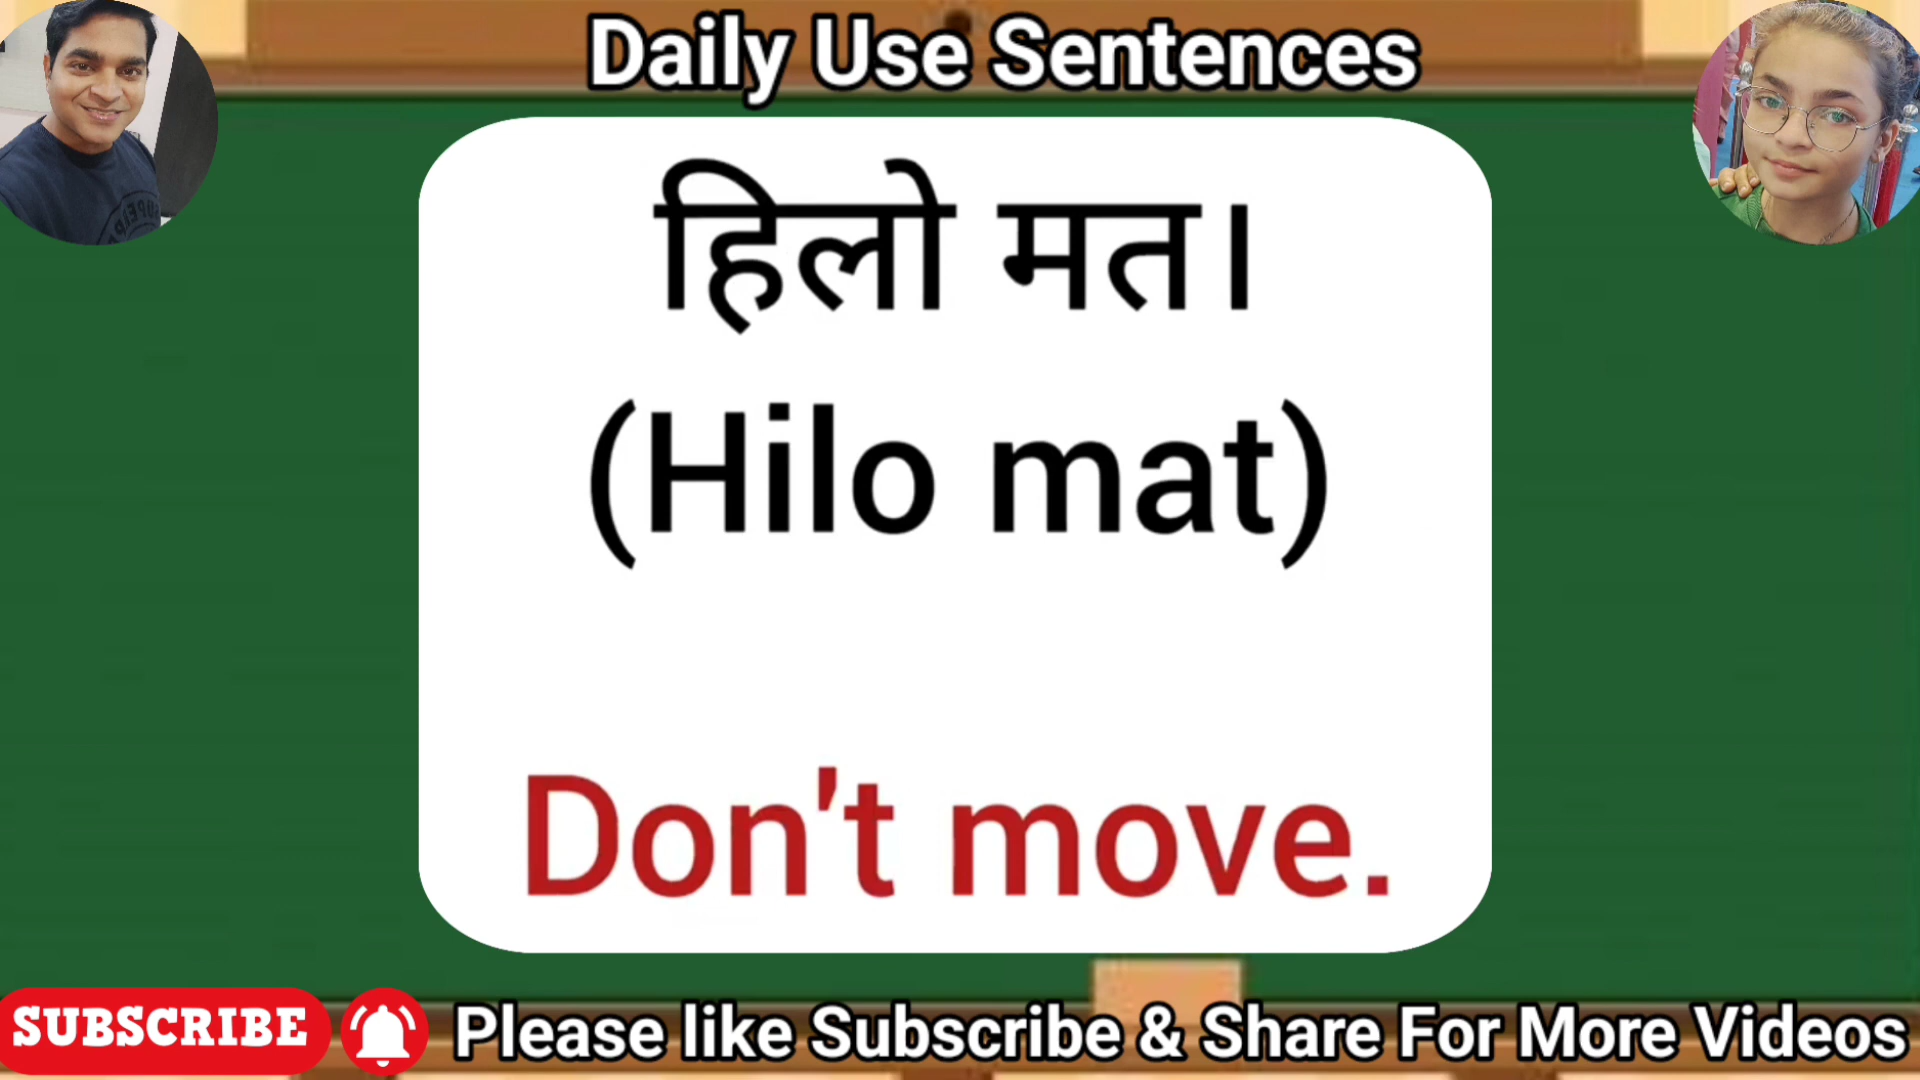 Daily Use Sentences
हिलो मत।
(Hilo mat)
Don't move.
SUBSCRIBE
Please like Subscribe & Share For More Videos